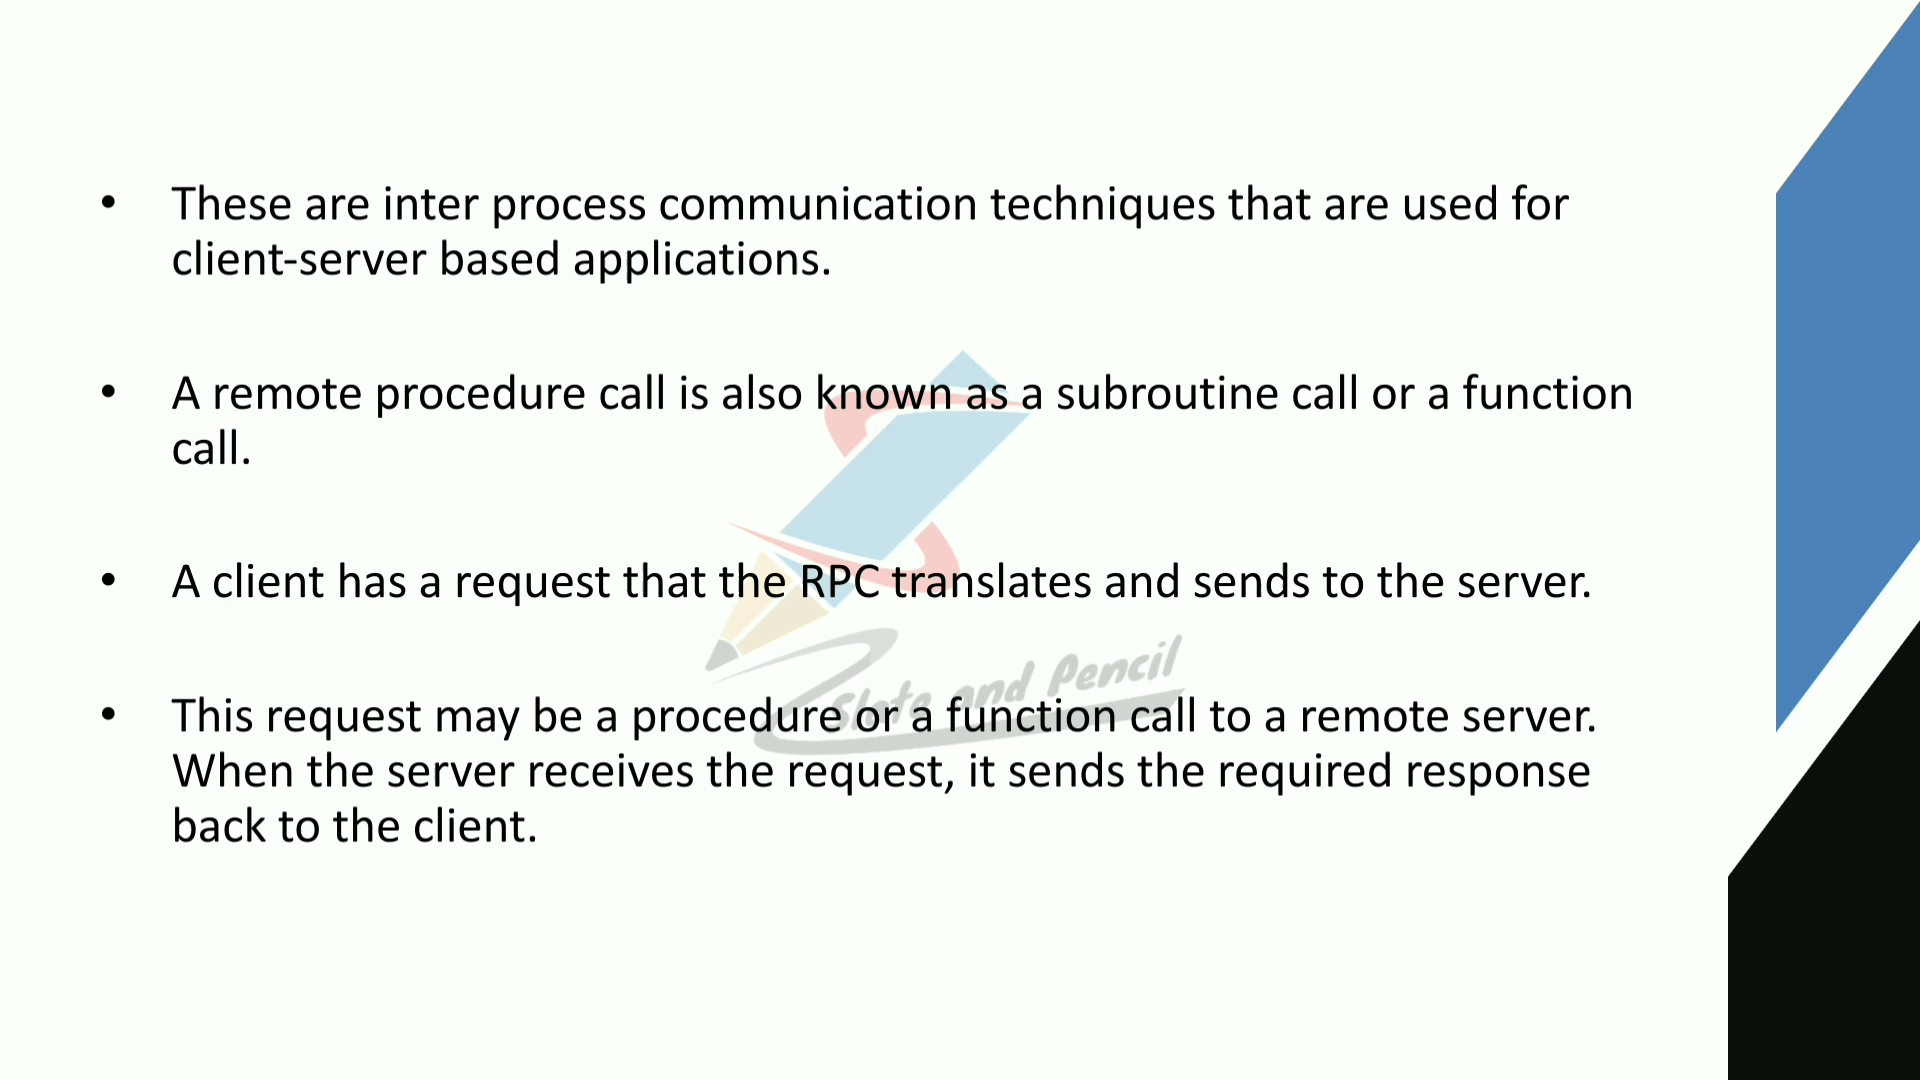 • These are inter process communication techniques that are used for
client-server based applications.
• A remote procedure call is also known as a subroutine call or a function
call.
• A client has a request that the RPC translates and sends to the server.
• This request may be a procedure or a function call to a remote server.
When the server receives the request, it sends the required response
back to the client.
Slate and Pencil